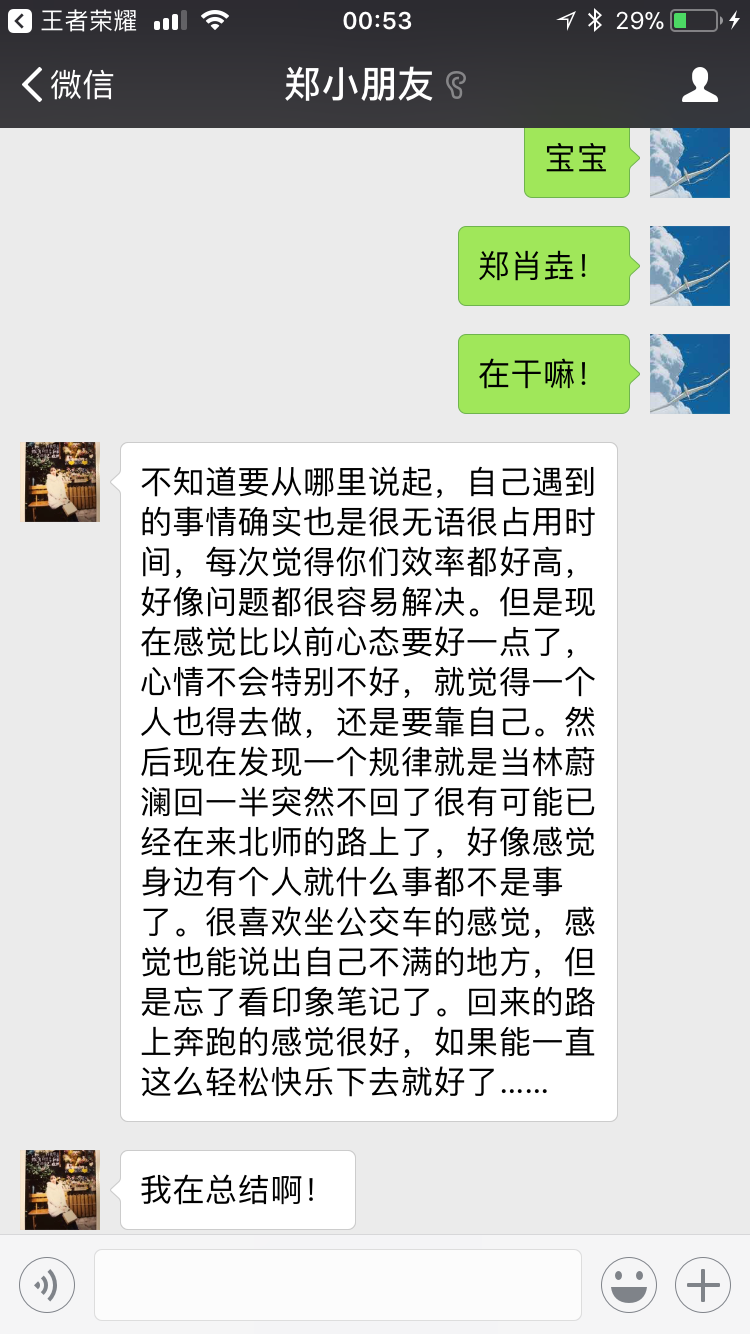 王者荣耀 00:53 29%
微信 郑小朋友
宝宝
郑肖垚！
在干嘛！
不知道要从哪里说起，自己遇到
的事情确实也是很无语很占用时
间，每次觉得你们效率都好高，
好像问题都很容易解决。但是现
在感觉比以前心态要好一点了，
心情不会特别不好，就觉得一个
人也得去做，还是要靠自己。然
后现在发现一个规律就是当林蔚
澜回一半突然不回了很有可能已
经在来北师的路上了，好像感觉
身边有个人就什么事都不是事
了。很喜欢坐公交车的感觉，感
觉也能说出自己不满的地方，但
是忘了看印象笔记了。回来的路
上奔跑的感觉很好，如果能一直
这么轻松快乐下去就好了......
我在总结啊！